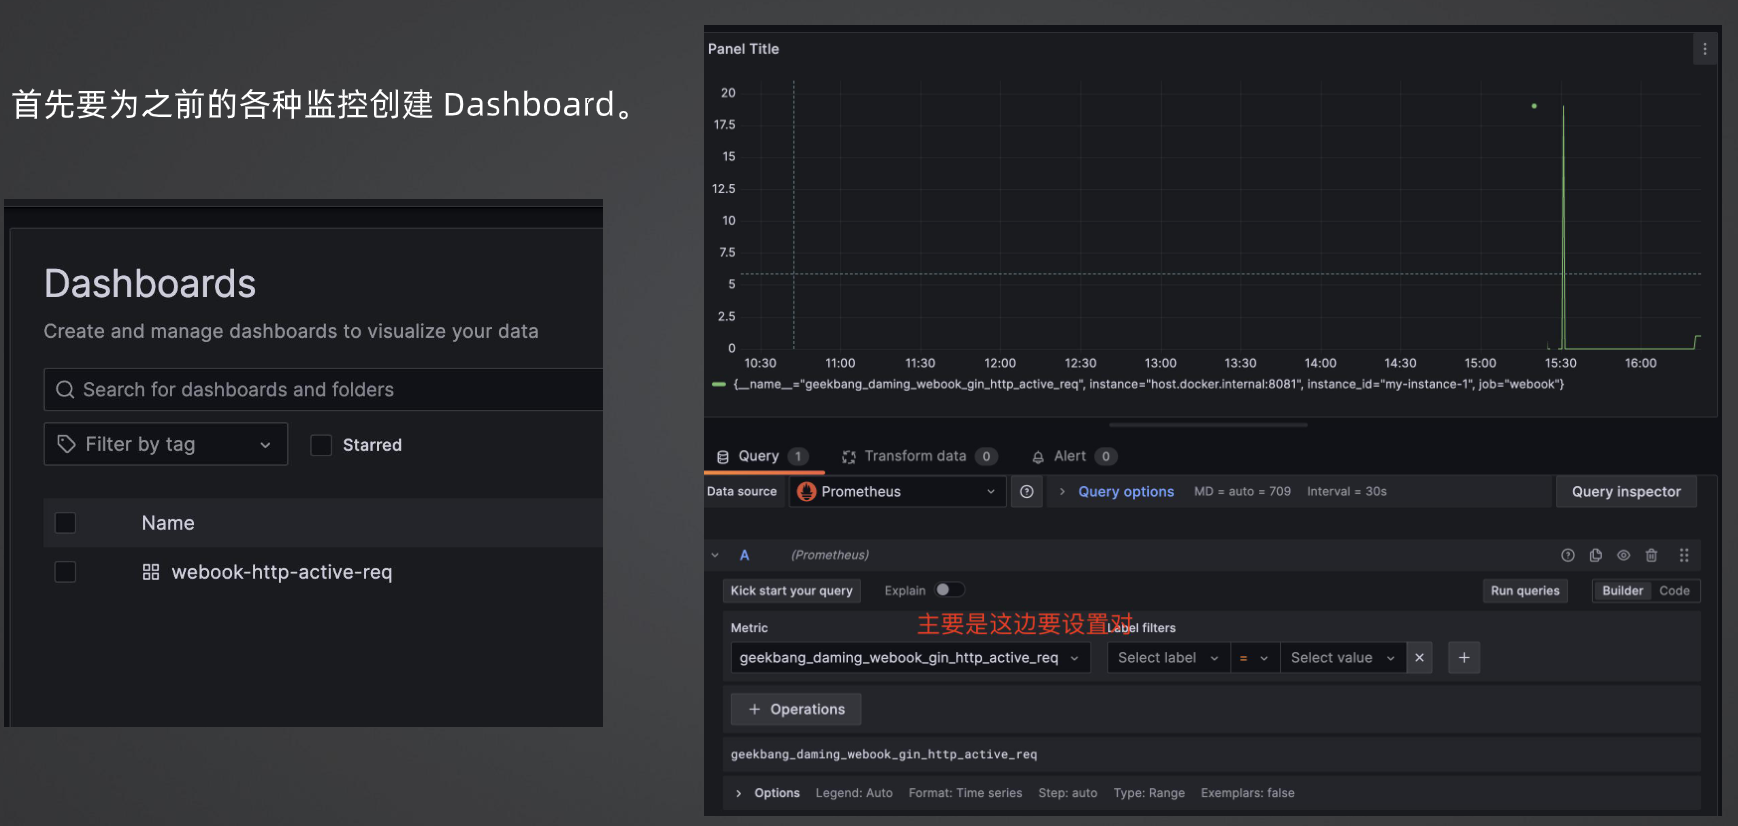 首先要为之前的各种监控创建 Dashboard。
Dashboards
Create and manage dashboards to visualize your data
Search for dashboards and folders
Filter by tag
Starred
Name
webook-http-active-req
Panel Title
20
17.5
15
12.5
10
7.5
5
2.5
0
10:30 11:00 11:30 12:00 12:30 13:00 13:30 14:00 14:30 15:00 15:30 16:00
{__name__="geekbang_daming_webook_gin_http_active_req", instance="host.docker.internal:8081", instance_id="my-instance-1", job="webook"}
Query 1 Transform data 0 Alert 0
Data source Prometheus Query options MD = auto = 709 Interval = 30s Query inspector
A (Prometheus)
Kick start your query Explain Run queries Builder Code
主要是这边要设置对
Metric Label filters
geekbang_daming_webook_gin_http_active_req Select label = Select value × +
+ Operations
geekbang_daming_webook_gin_http_active_req
Options Legend: Auto Format: Time series Step: auto Type: Range Exemplars: false